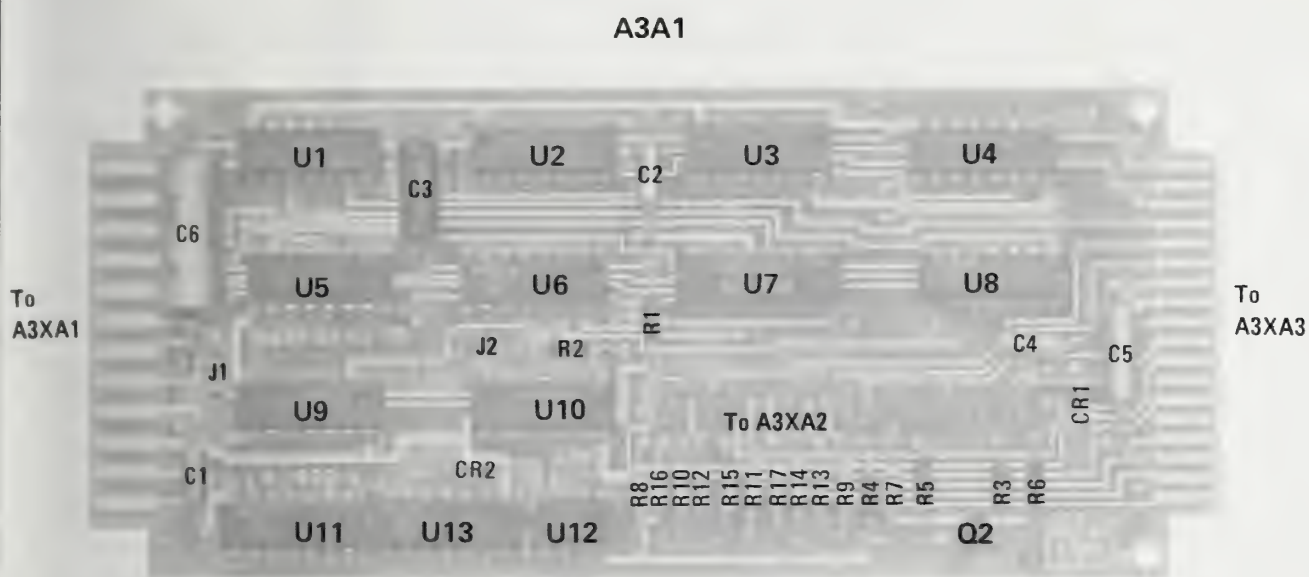 A3A1
U1
U2
U3
U4
C3
C2
C6
U5
U6
U7
U8
To
A3XA1
To
A3XA3
R1
J2
R2
C4
C5
J1
U9
U10
To A3XA2
CR1
C1
CR2
R8
R16
R10
R12
R15
R11
R17
R14
R13
R9
R4
R7
R5
R3
R6
U11
U13
U12
Q2